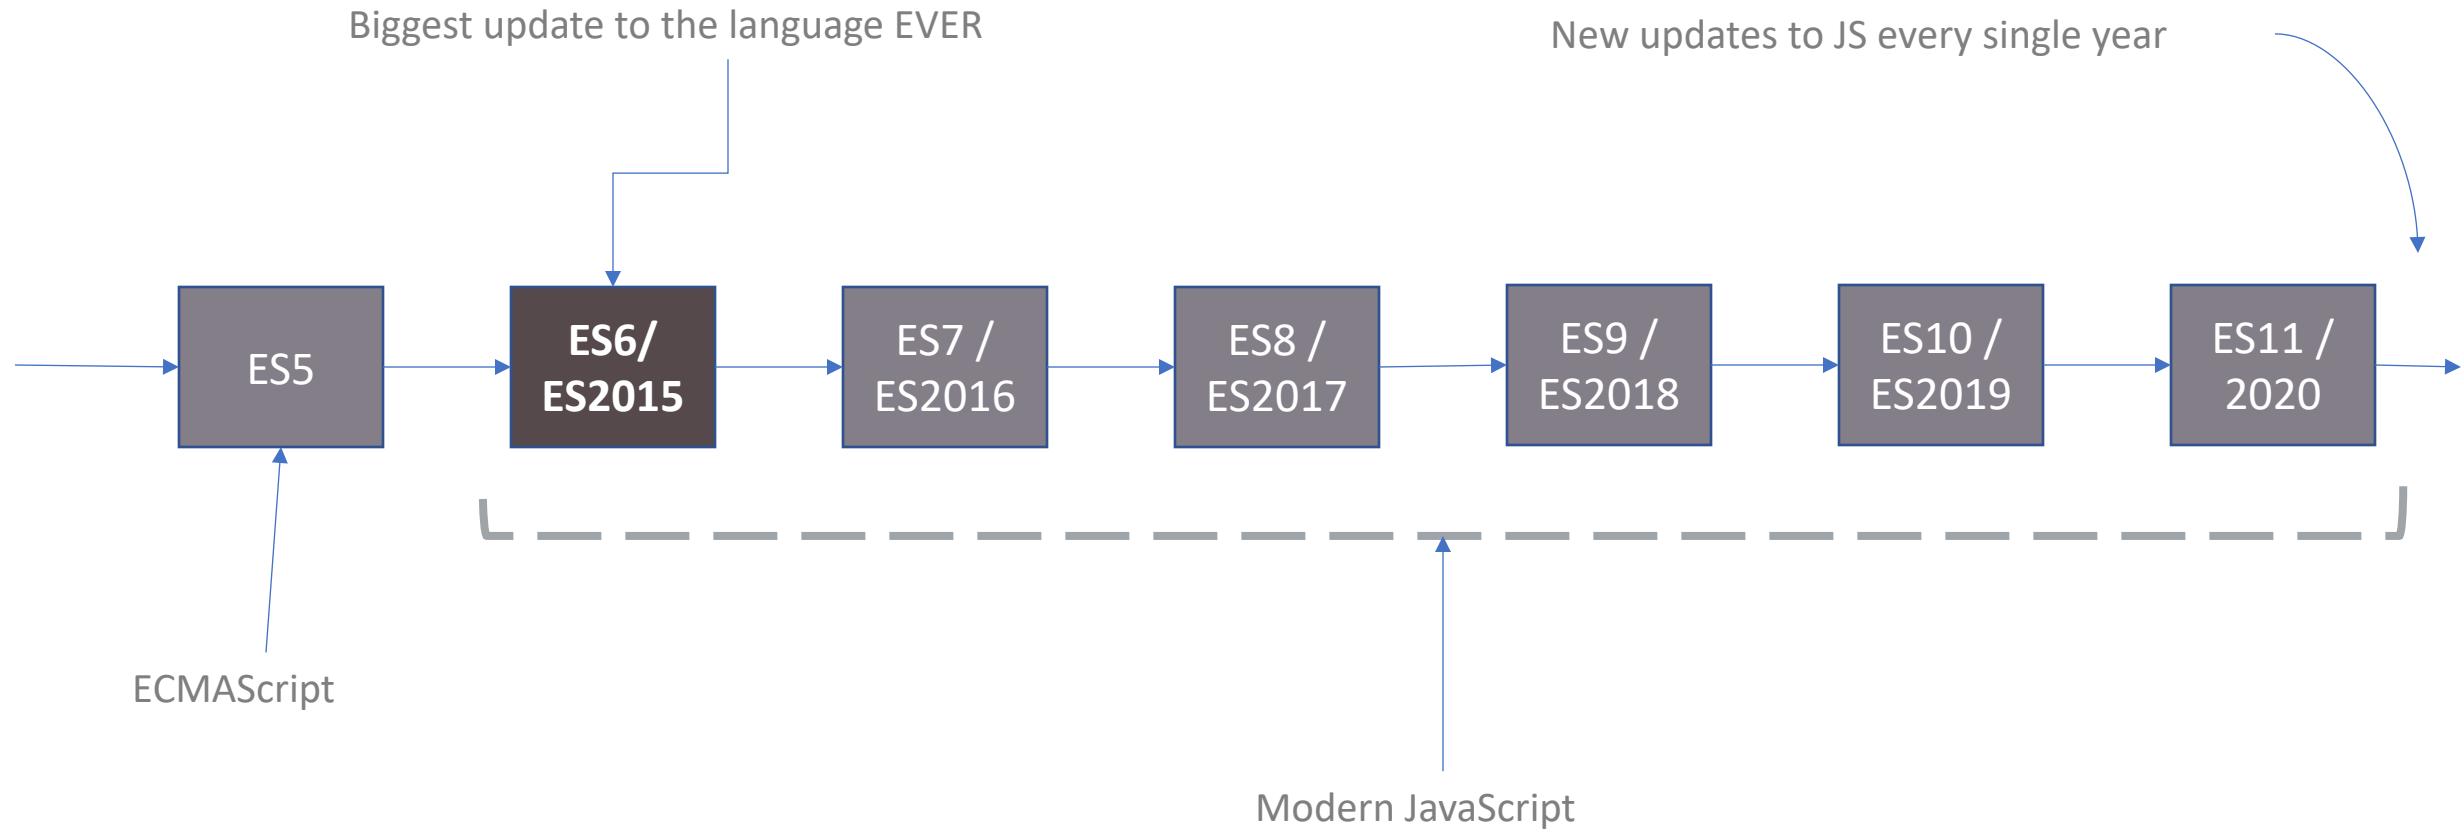 Biggest update to the language EVER
New updates to JS every single year
ES5
ES6/
ES2015
ES7 /
ES2016
ES8 /
ES2017
ES9 /
ES2018
ES10 /
ES2019
ES11 /
2020
ECMAScript
Modern JavaScript